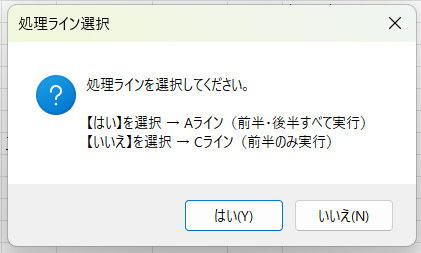 処理ライン選択
処理ラインを選択してください。
【はい】を選択 → Aライン（前半・後半すべて実行）
【いいえ】を選択 → Cライン（前半のみ実行）
はい(Y)
いいえ(N)